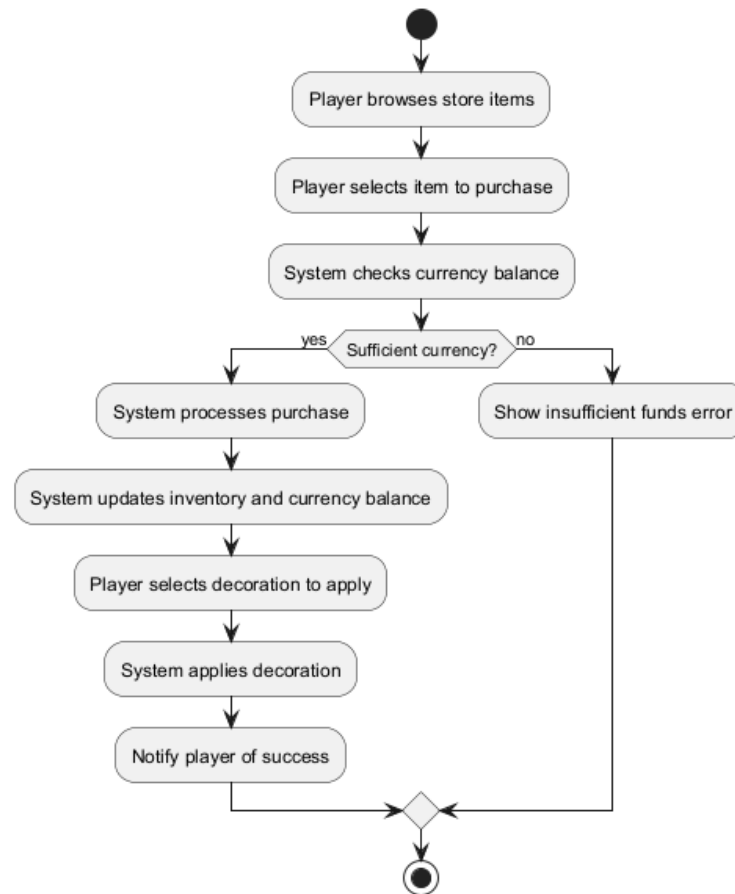 Player browses store items
Player selects item to purchase
System checks currency balance
yes
Sufficient currency?
no
System processes purchase
Show insufficient funds error
System updates inventory and currency balance
Player selects decoration to apply
System applies decoration
Notify player of success